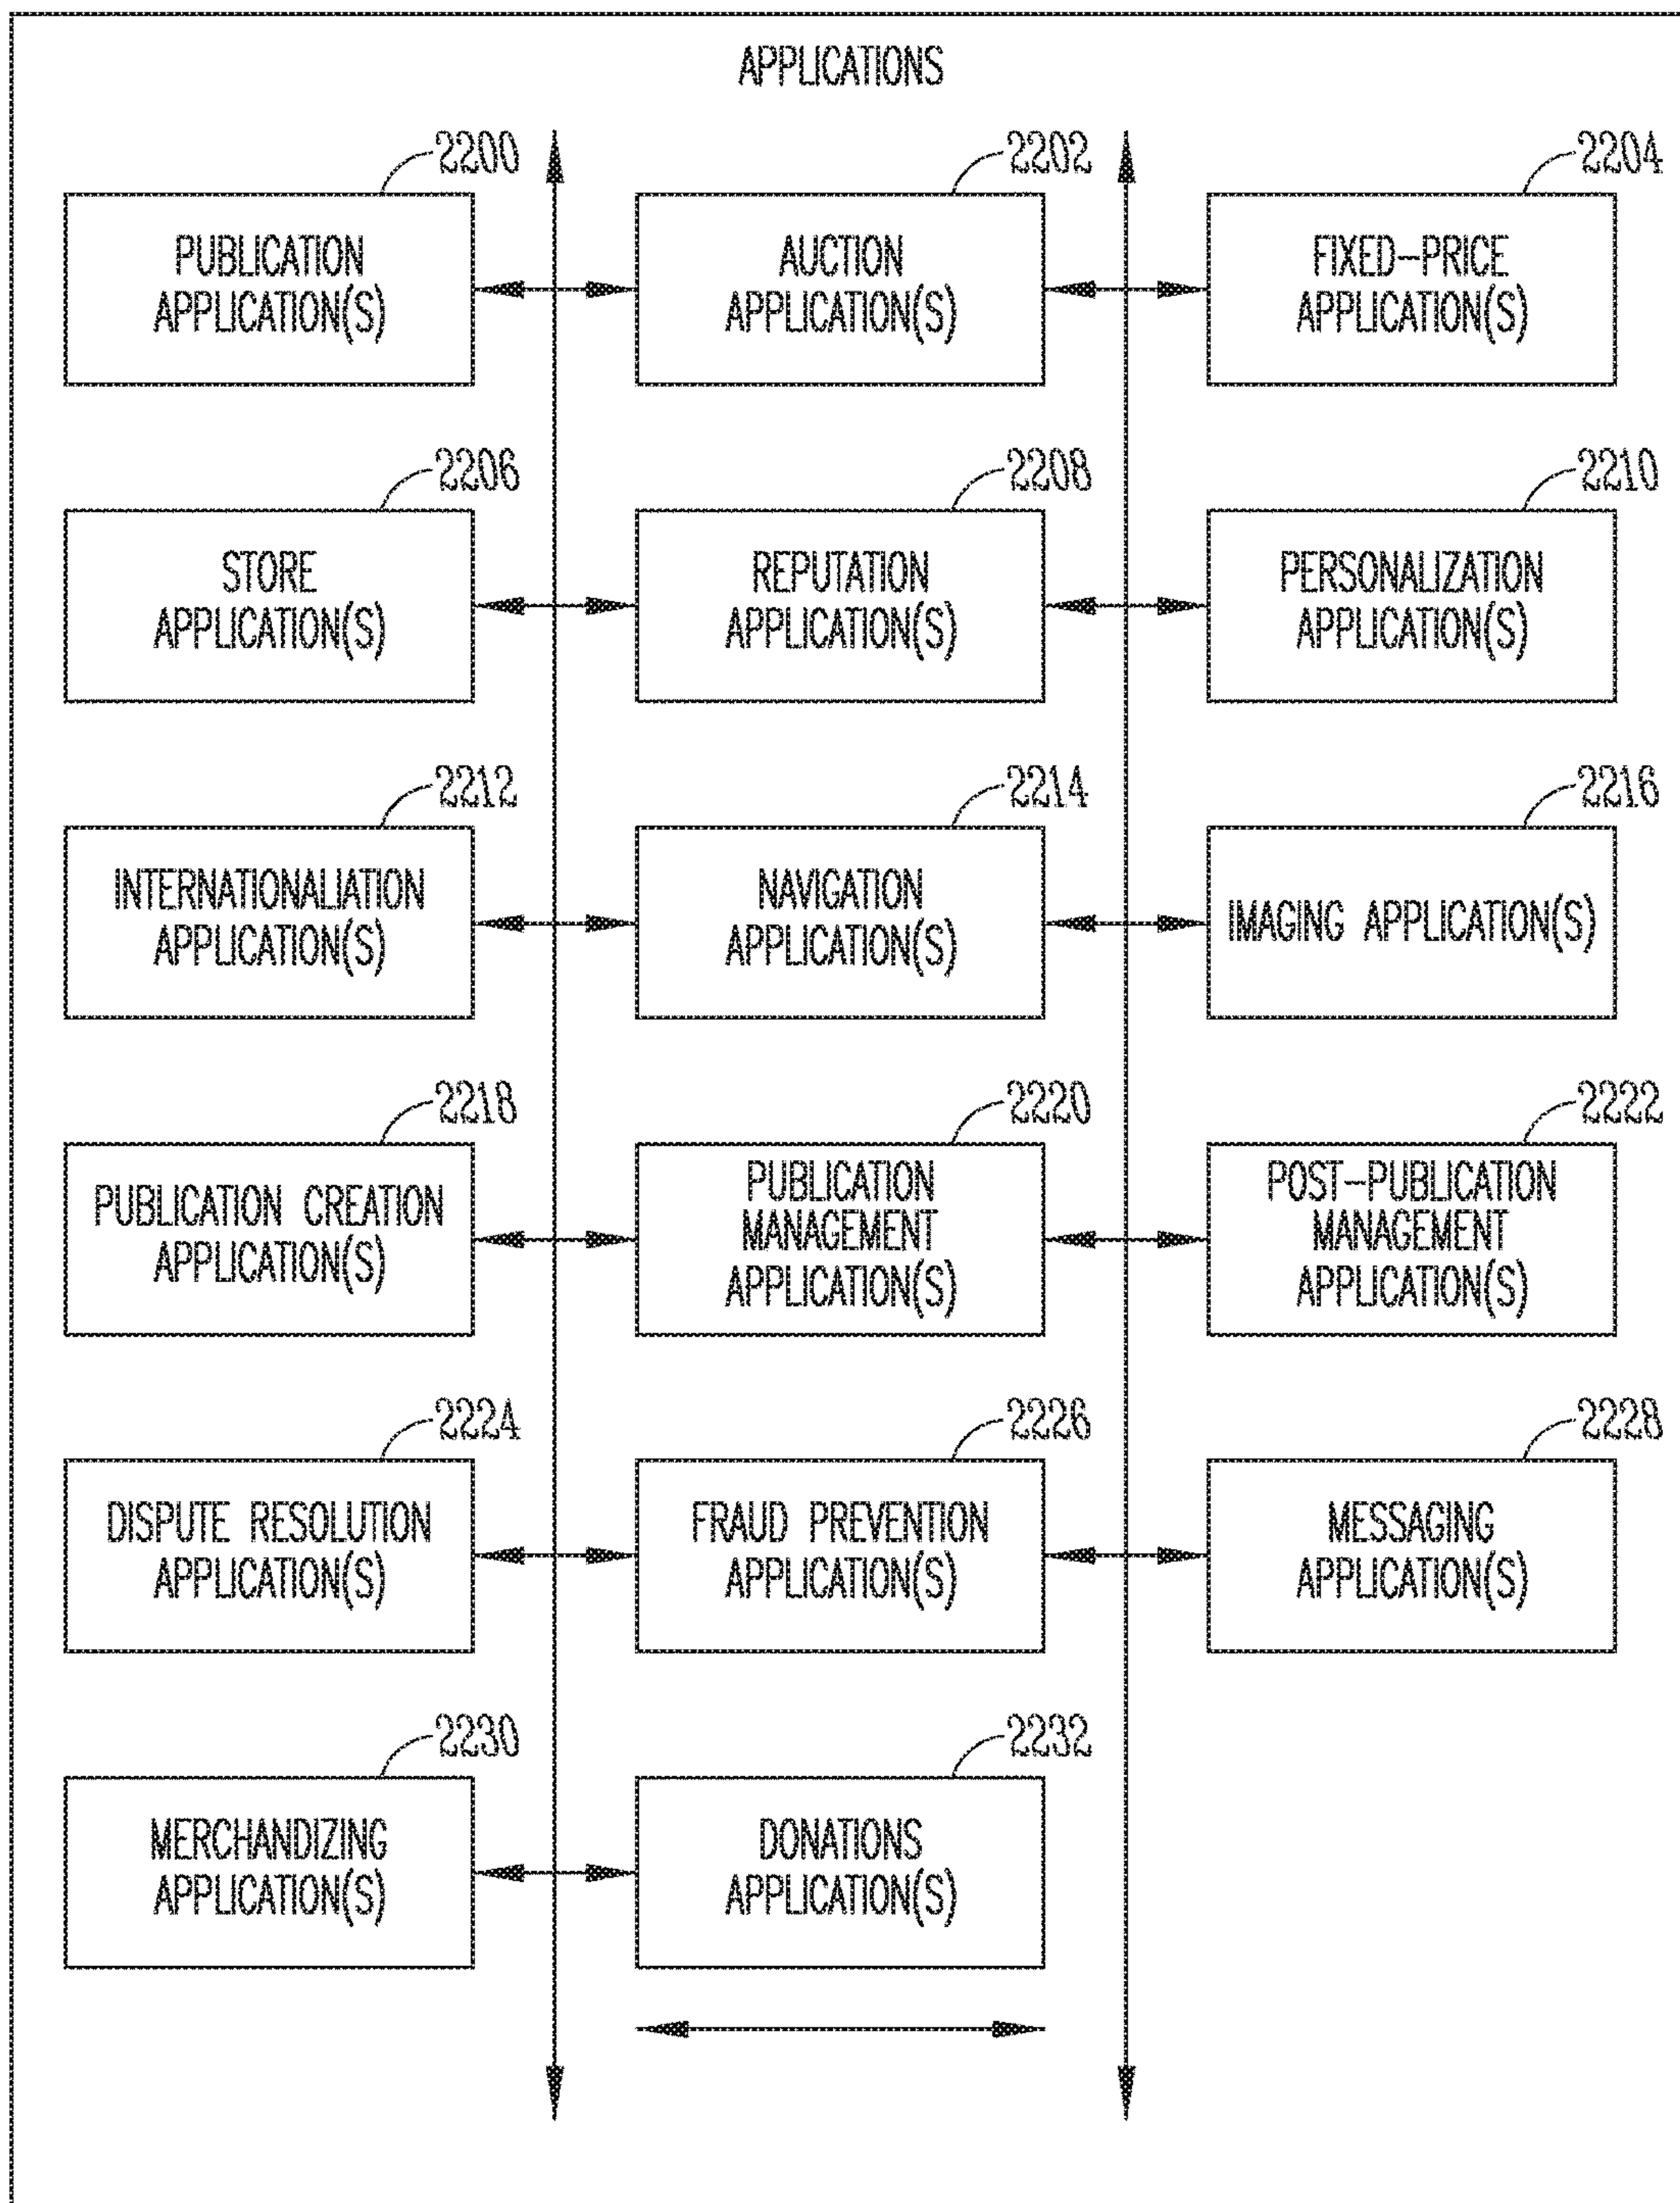 APPLICATIONS
2200
PUBLICATION
APPLICATION(S)
2202
AUCTION
APPLICATION(S)
2204
FIXED-PRICE
APPLICATION(S)
2206
STORE
APPLICATION(S)
2208
REPUTATION
APPLICATION(S)
2210
PERSONALIZATION
APPLICATION(S)
2212
INTERNATIONALIATION
APPLICATION(S)
2214
NAVIGATION
APPLICATION(S)
2216
IMAGING APPLICATION(S)
2218
PUBLICATION CREATION
APPLICATION(S)
2220
PUBLICATION
MANAGEMENT
APPLICATION(S)
2222
POST-PUBLICATION
MANAGEMENT
APPLICATION(S)
2224
DISPUTE RESOLUTION
APPLICATION(S)
2226
FRAUD PREVENTION
APPLICATION(S)
2228
MESSAGING
APPLICATION(S)
2230
MERCHANDIZING
APPLICATION(S)
2232
DONATIONS
APPLICATION(S)